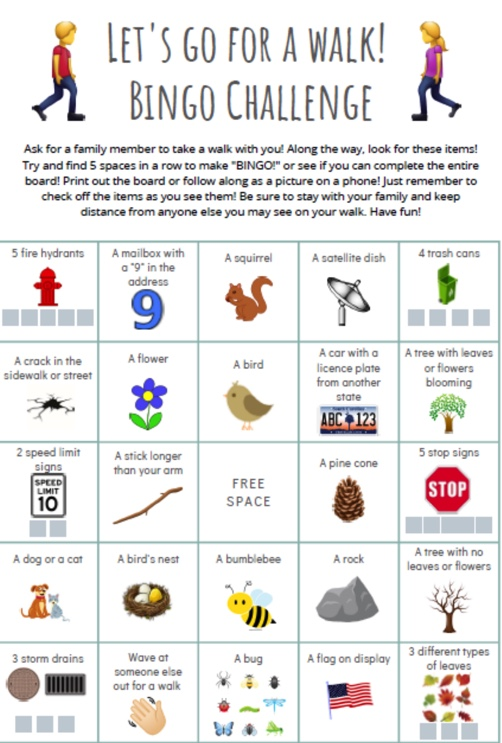 LET'S GO FOR A WALK!
BINGO CHALLENGE
Ask for a family member to take a walk with you! Along the way, look for these items!
Try and find 5 spaces in a row to make "BINGO!" or see if you can complete the entire
board! Print out the board or follow along as a picture on a phone! Just remember to
check off the items as you see them! Be sure to stay with your family and keep
distance from anyone else you may see on your walk. Have fun!
5 fire hydrants
A mailbox with
a "9" in the
address
9
A squirrel
A satellite dish
4 trash cans
A crack in the
sidewalk or street
A flower
A bird
A car with a
licence plate
from another
state
ABC 123
A tree with leaves
or flowers
blooming
2 speed limit
signs
SPEED
LIMIT
10
A stick longer
than your arm
FREE
SPACE
A pine cone
5 stop signs
STOP
A dog or a cat
A bird's nest
A bumblebee
A rock
A tree with no
leaves or flowers
3 storm drains
Wave at
someone else
out for a walk
A bug
A flag on display
3 different types
of leaves